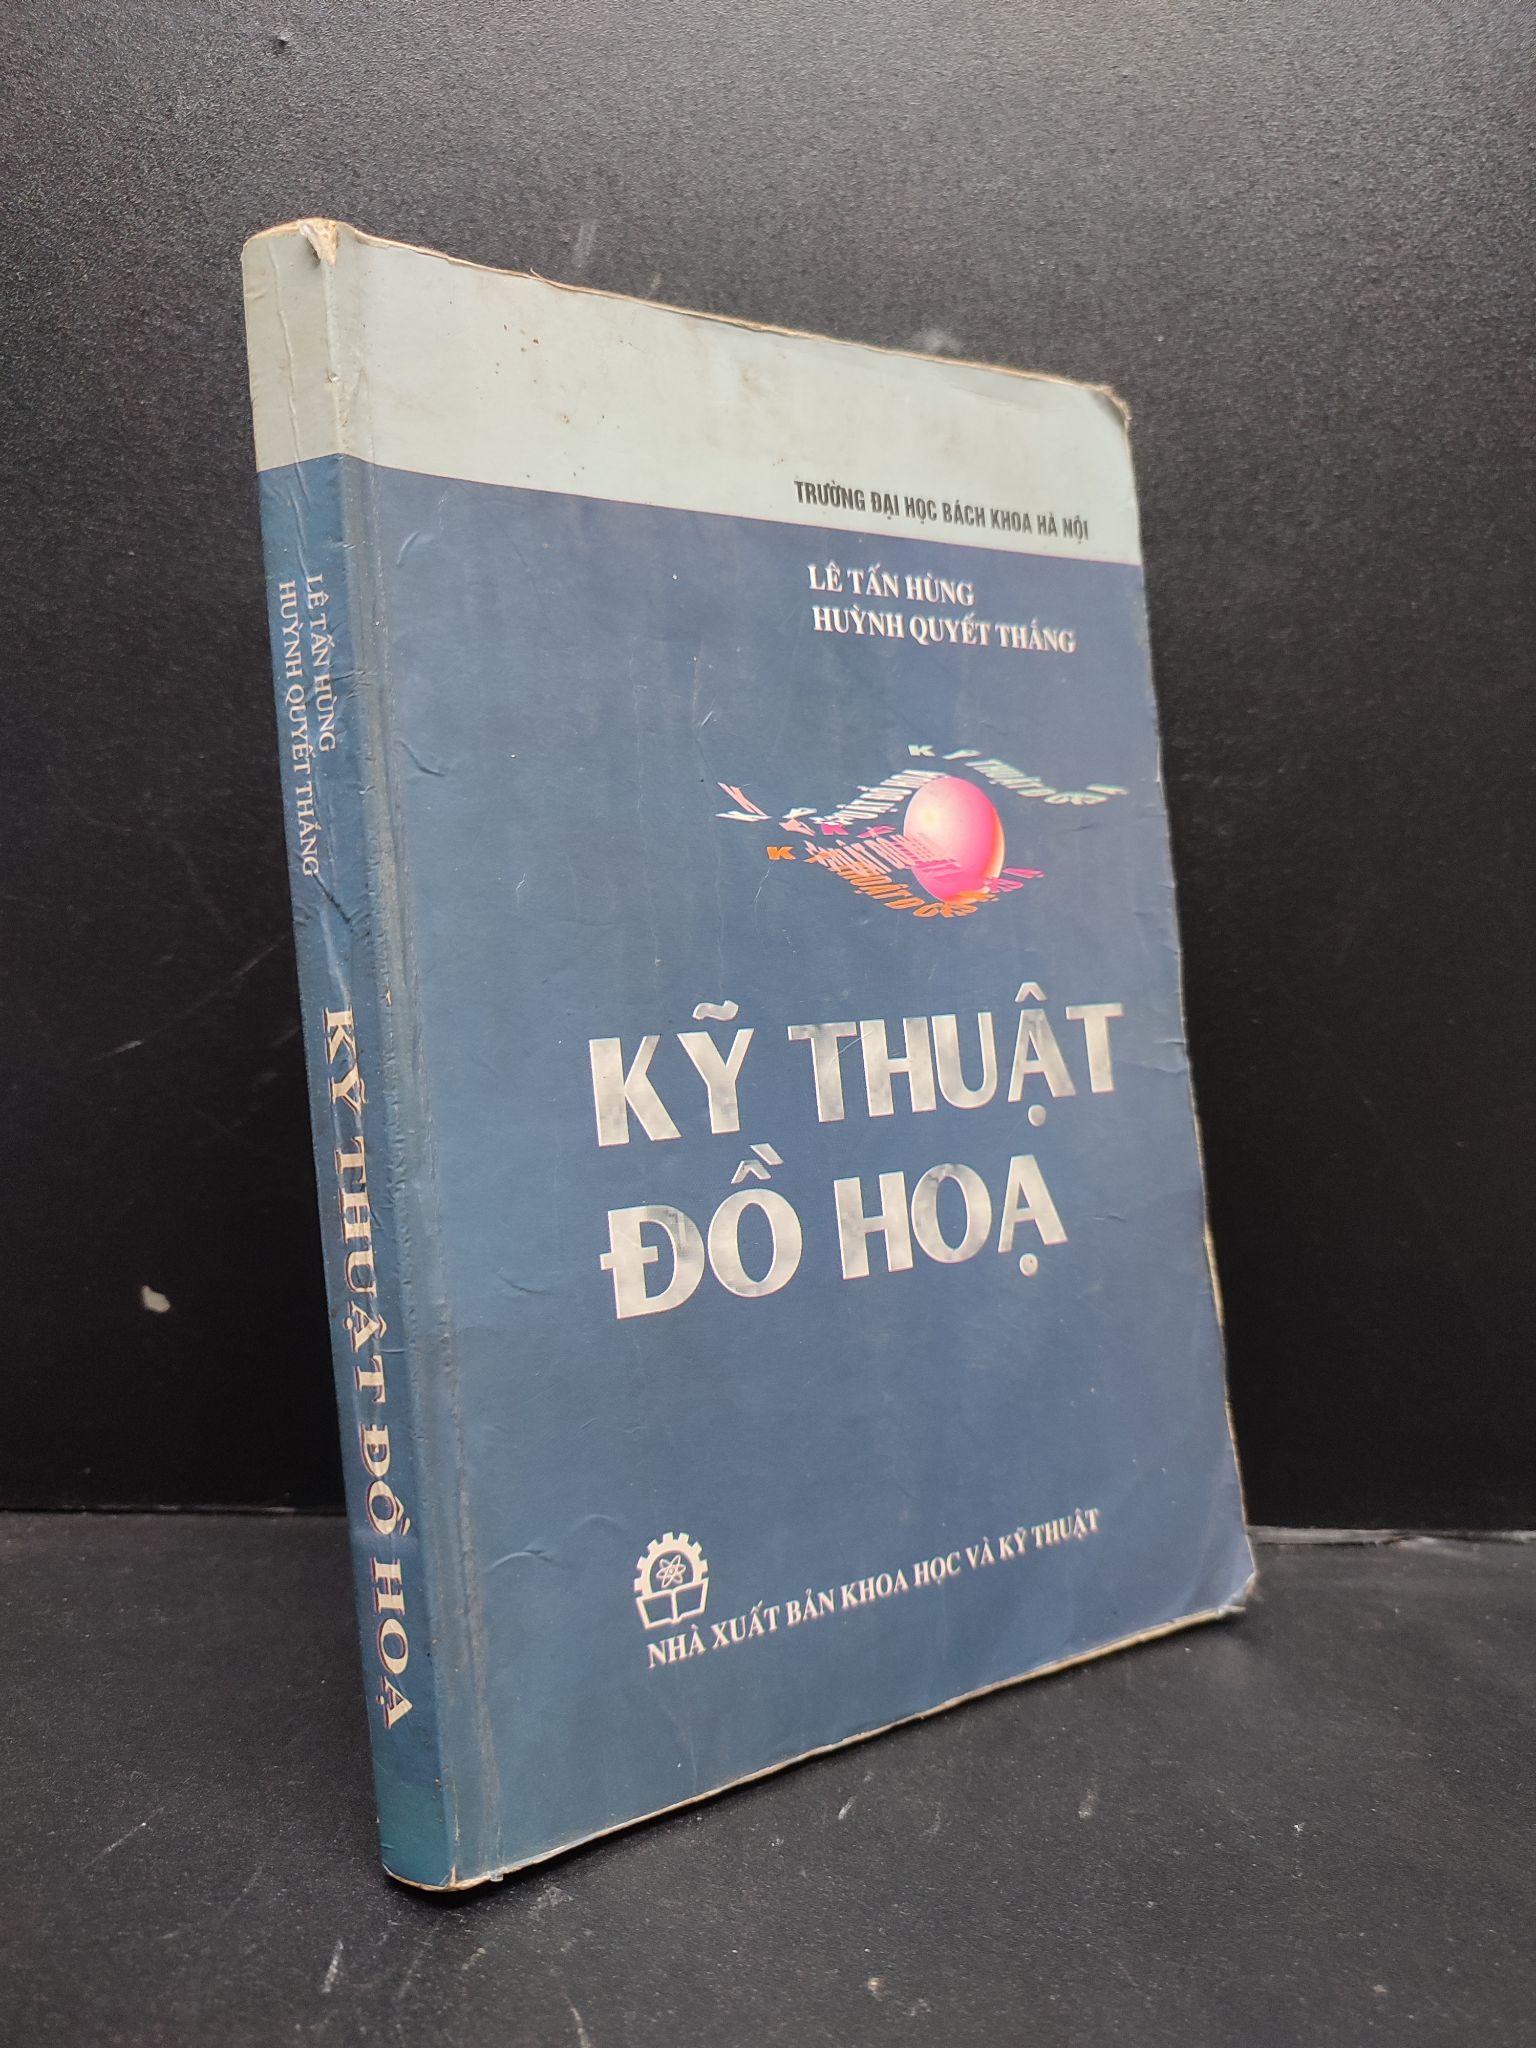 TRƯỜNG ĐẠI HỌC BÁCH KHOA HÀ NỘI
LÊ TẤN HÙNG
HUỲNH QUYẾT THẮNG
KỸ THUẬT
ĐỒ HOẠ
NHÀ XUẤT BẢN KHOA HỌC VÀ KỸ THUẬT
LÊ TẤN HÙNG
HUỲNH QUYẾT THẮNG
KỸ THUẬT ĐỒ HOẠ